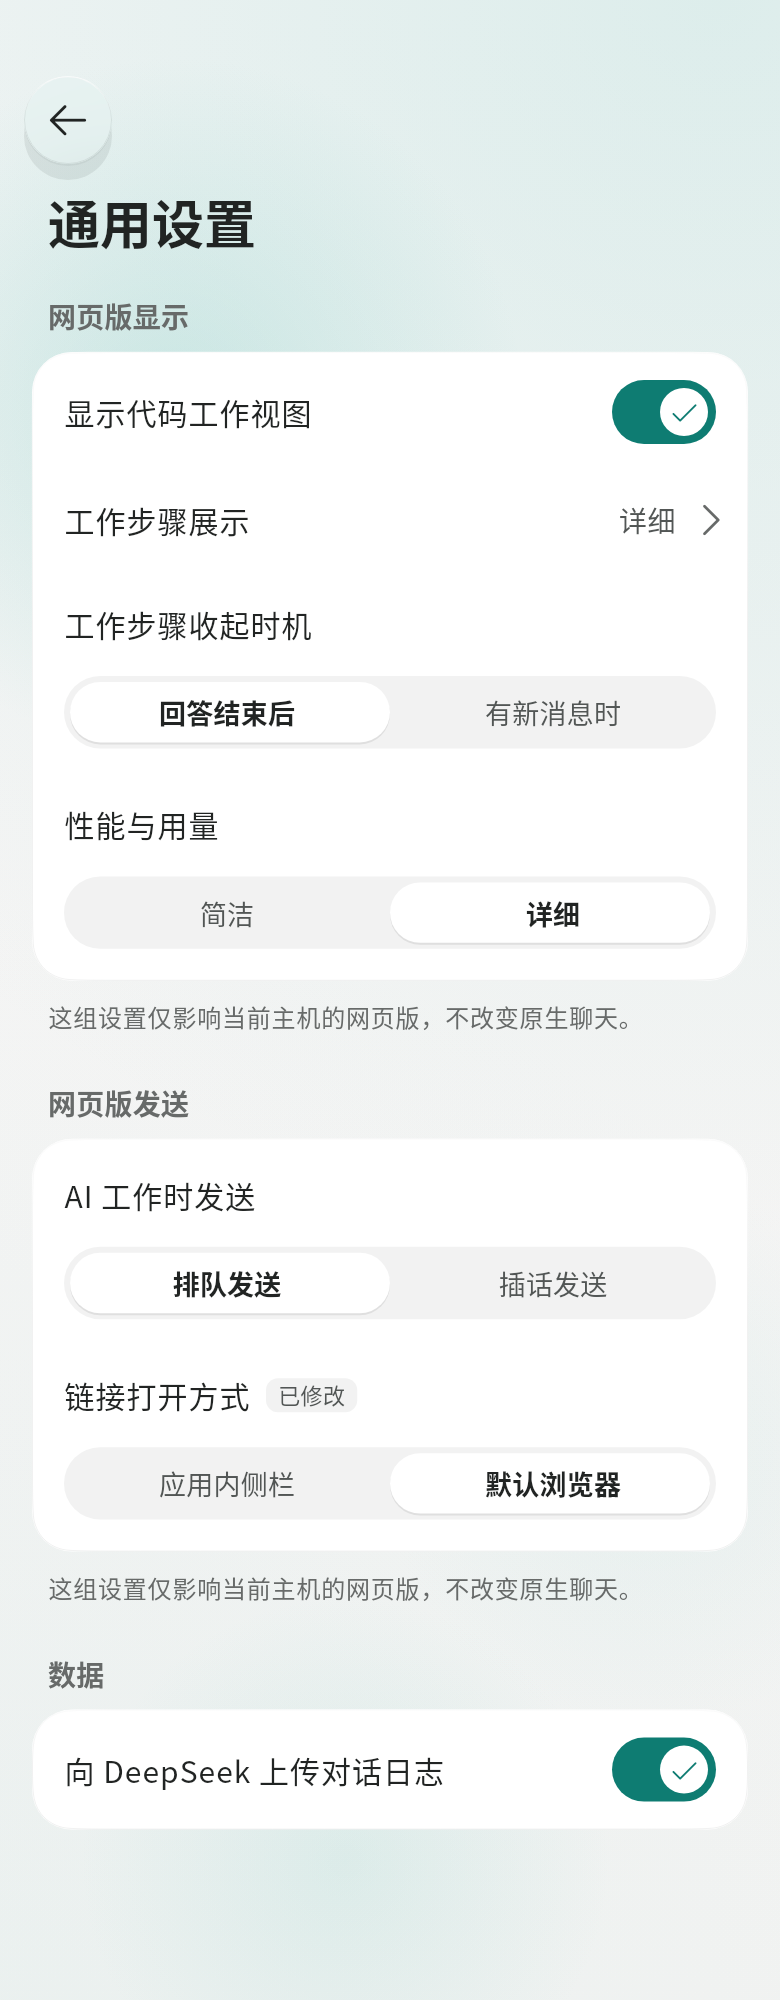 通用设置
网页版显示
显示代码工作视图
工作步骤展示 详细
工作步骤收起时机
回答结束后 有新消息时
性能与用量
简洁 详细
这组设置仅影响当前主机的网页版，不改变原生聊天。
网页版发送
AI 工作时发送
排队发送 插话发送
链接打开方式 已修改
应用内侧栏 默认浏览器
这组设置仅影响当前主机的网页版，不改变原生聊天。
数据
向 DeepSeek 上传对话日志